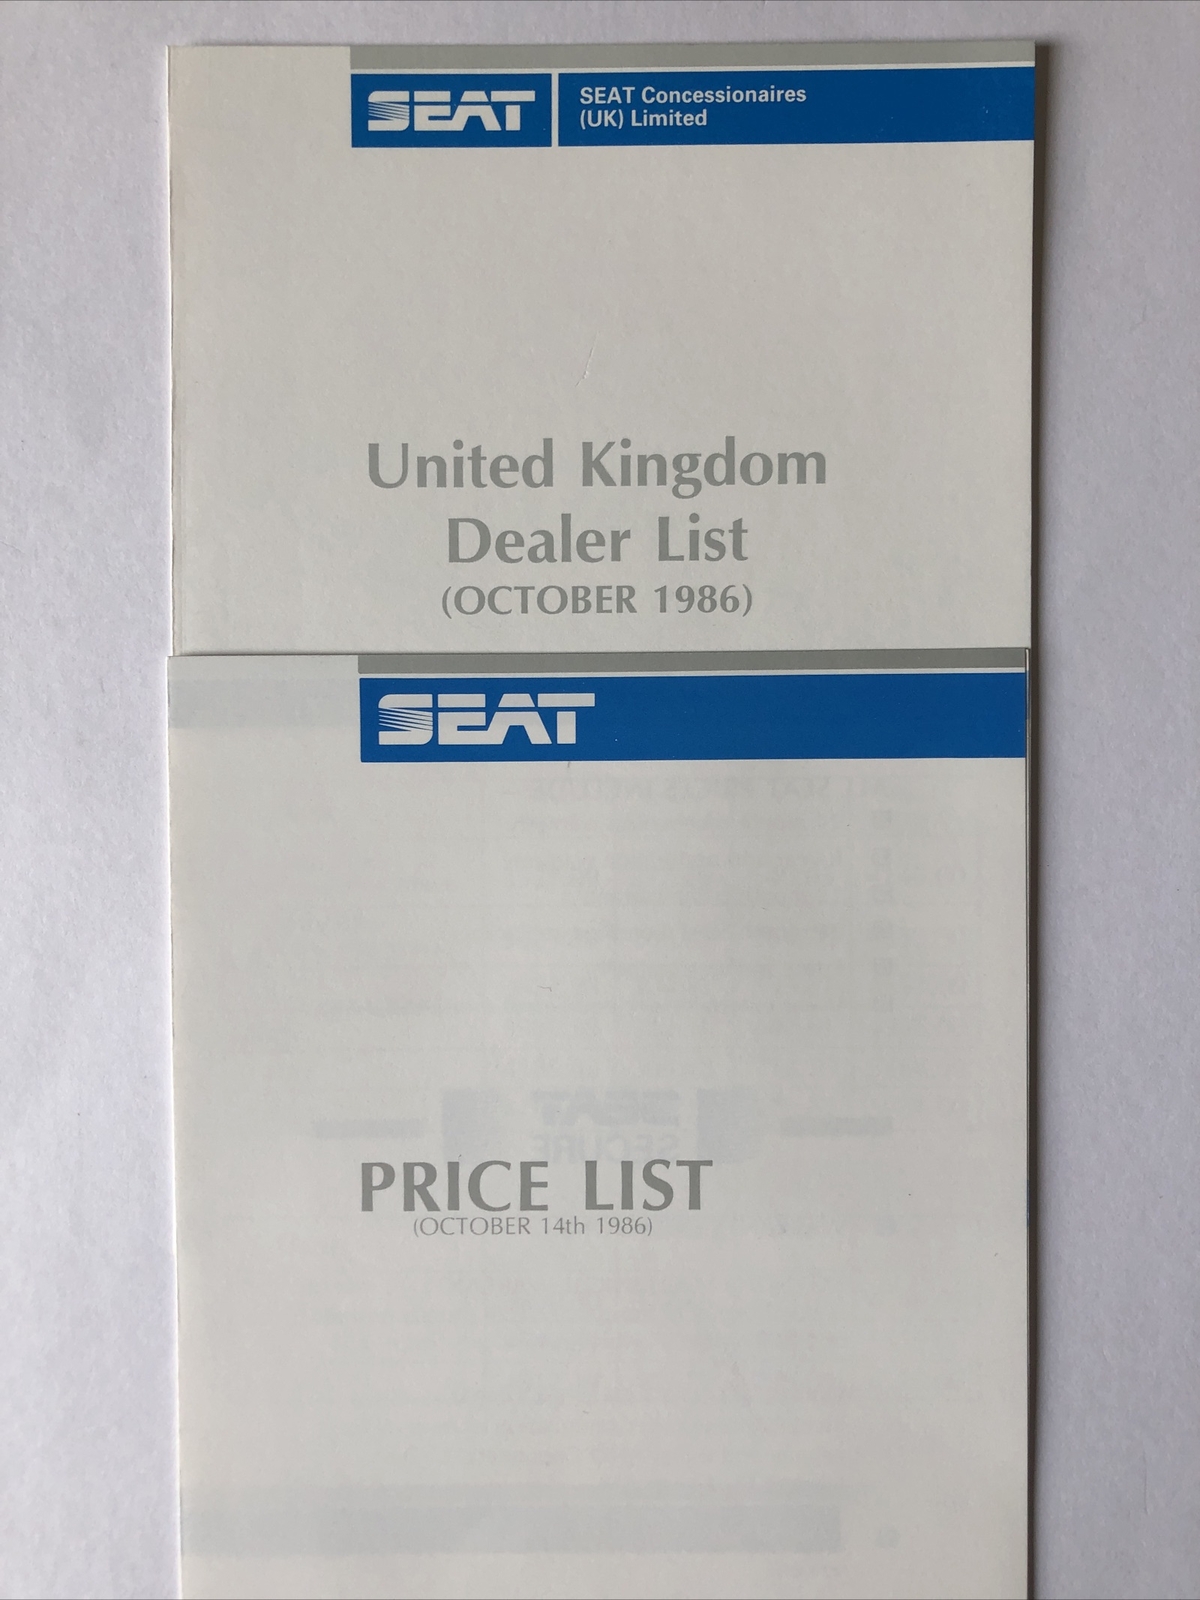 SEAT
SEAT Concessionaires
(UK) Limited
United Kingdom
Dealer List
(OCTOBER 1986)
SEAT
PRICE LIST
(OCTOBER 14th 1986)